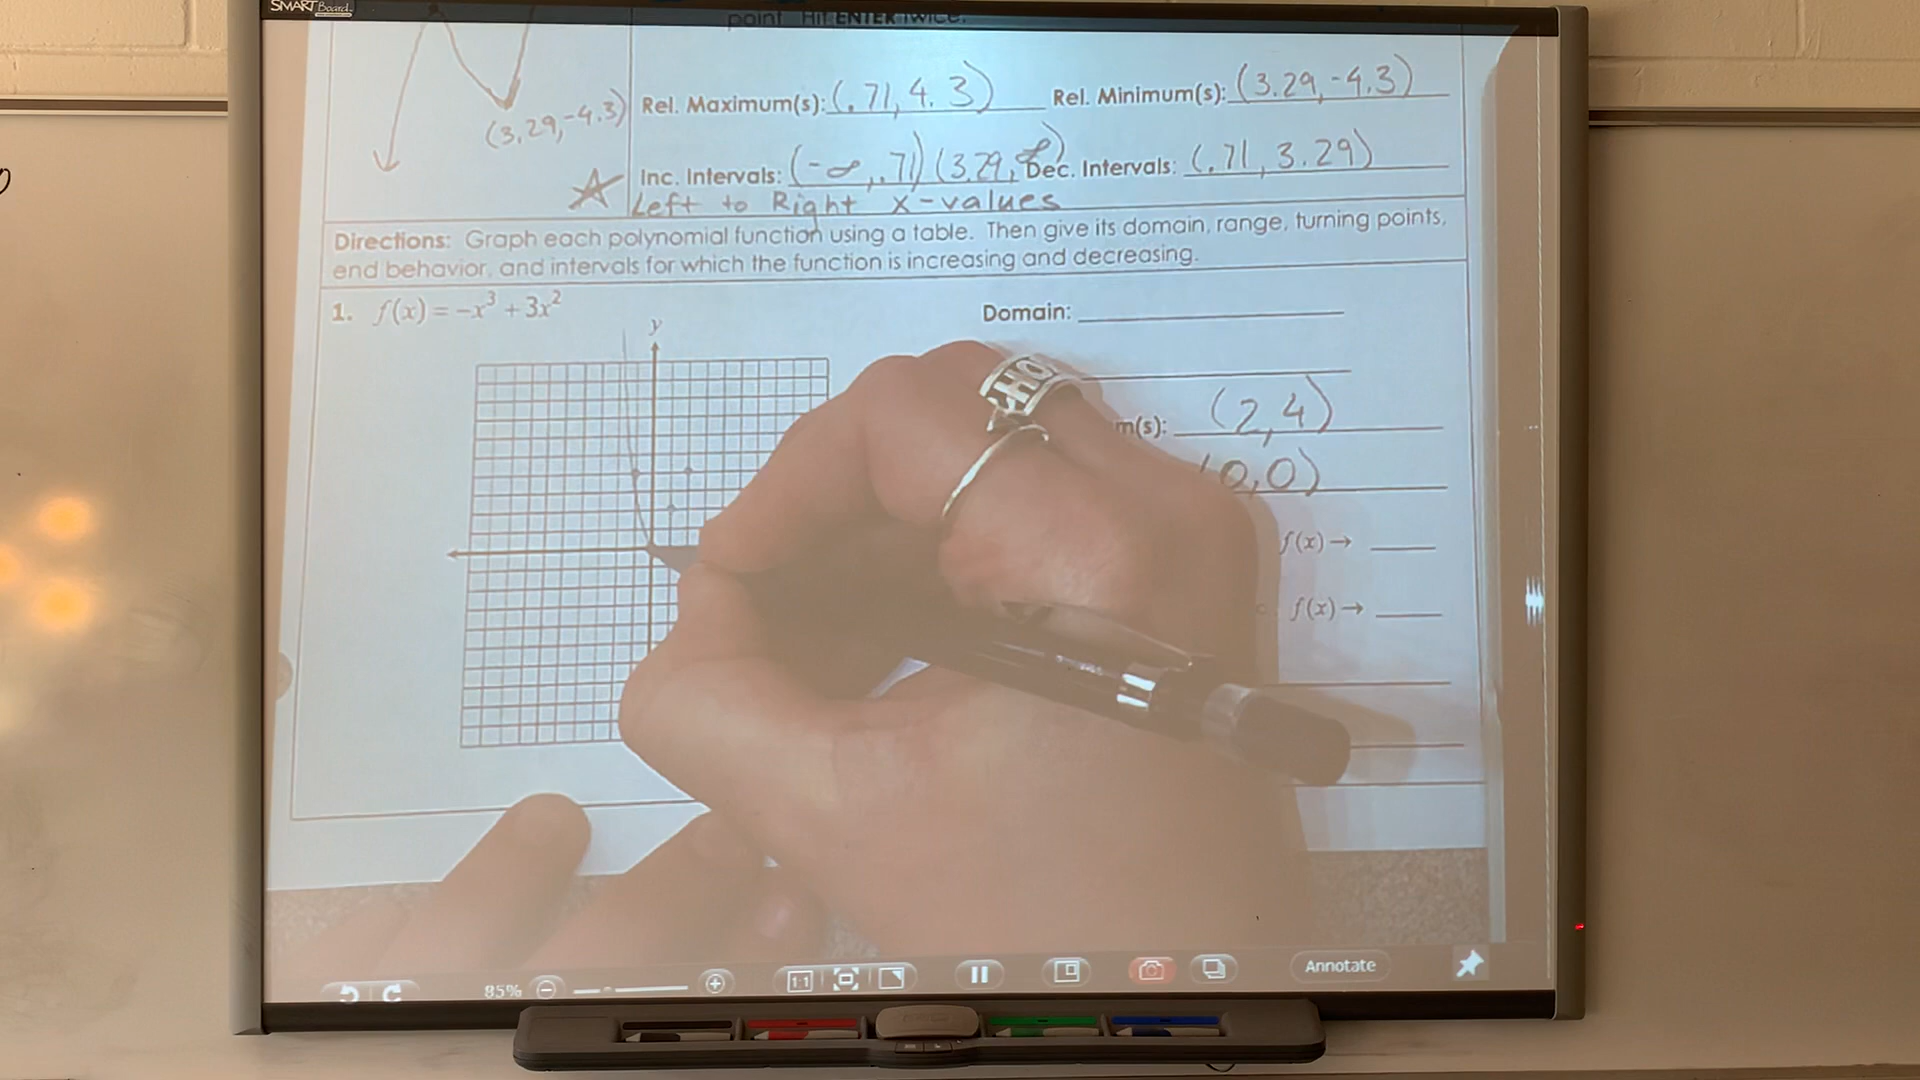 SMART Board
point Hit ENTER TWICE.
(3.29,-4.3)
Rel. Maximum(s): (.71, 4.3) Rel. Minimum(s): (3.29, -4.3)
Inc. Intervals: (-∞, .71) (3.29, ∞) Dec. Intervals: (.71, 3.29)
Left to Right x-values
Directions: Graph each polynomial function using a table. Then give its domain, range, turning points,
end behavior, and intervals for which the function is increasing and decreasing.
1. f(x) = −x³ + 3x² Domain:
y
m(s): (2,4)
(0,0)
f(x)→
f(x)→
85% 1:1 Annotate